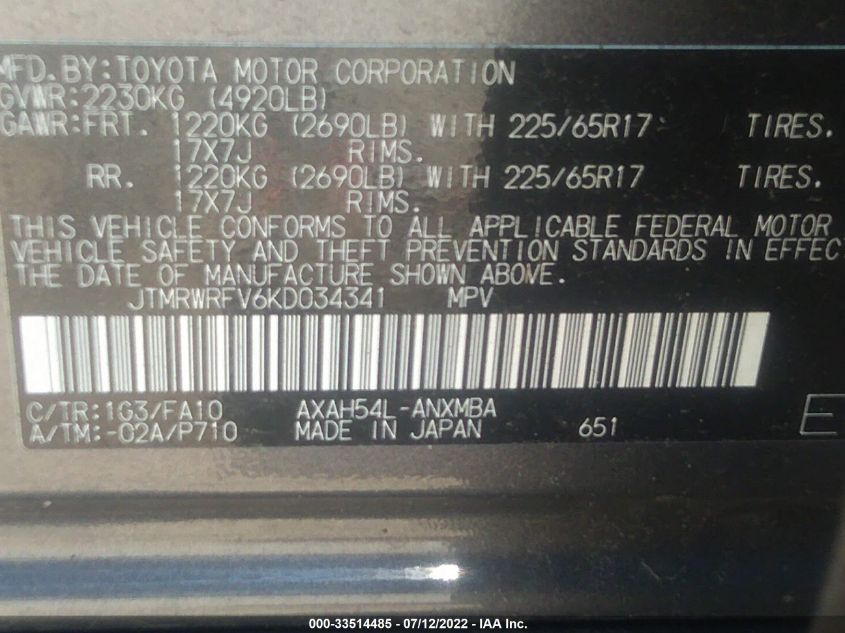 MFD. BY:TOYOTA MOTOR CORPORATION
GVWR:2230KG (4920LB)
GAWR:FRT. 1220KG (2690LB) WITH 225/65R17 TIRES.
17X7J RIMS.
RR. 1220KG (2690LB) WITH 225/65R17 TIRES.
17X7J RIMS.
THIS VEHICLE CONFORMS TO ALL APPLICABLE FEDERAL MOTOR
VEHICLE SAFETY AND THEFT PREVENTION STANDARDS IN EFFEC
THE DATE OF MANUFACTURE SHOWN ABOVE.
JTMRWRFV6KD034341 MPV
C/TR:1G3/FA10 AXAH54L-ANXMBA
A/TM:-02A/P710 MADE IN JAPAN 651 E
000-33514485 - 07/12/2022 - IAA Inc.